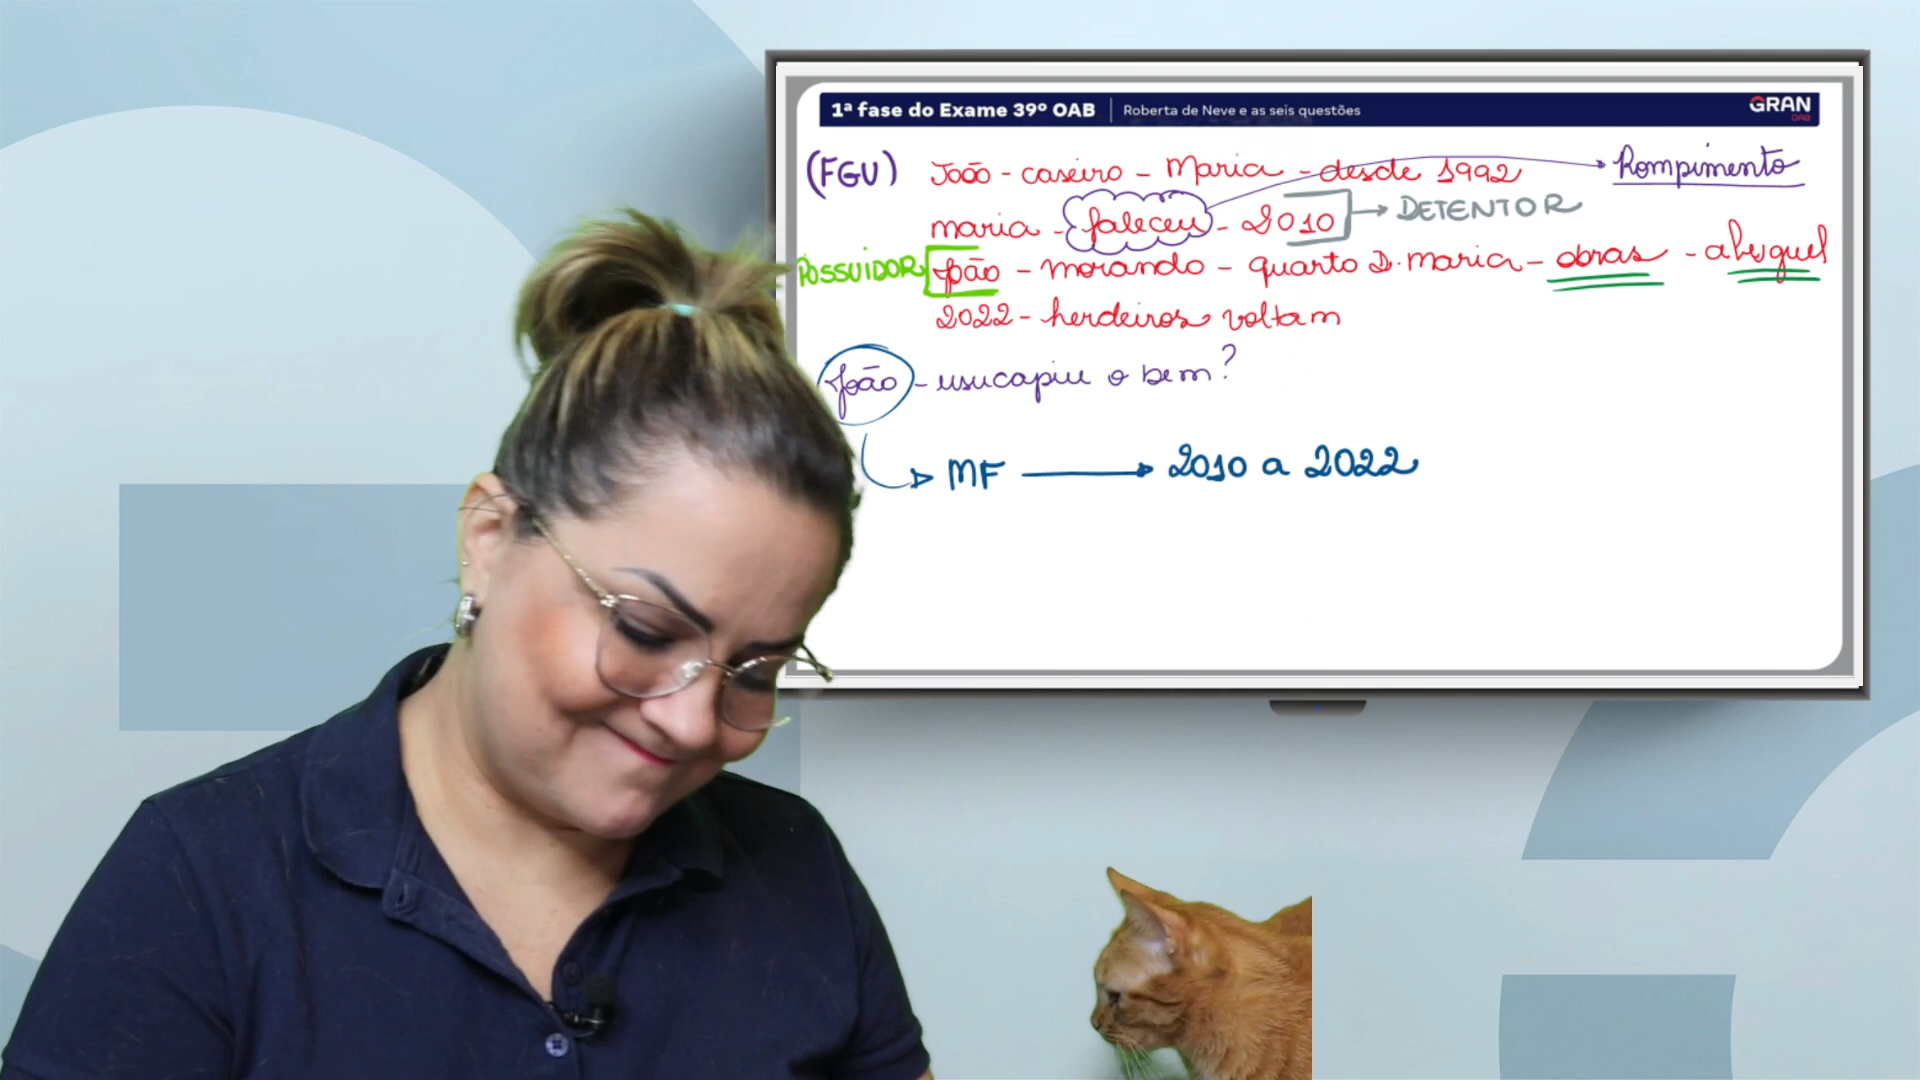 1ª fase do Exame 39º OAB | Roberta de Neve e as seis questões GRAN OAB
(FGV) João - caseiro - Maria - desde 1992 → Rompimento
maria - faleceu - 2010 → DETENTOR
POSSUIDOR João - morando - quarto D. maria - obras - aluguel
2022 - herdeiros voltam
João - usucapiu o bem?
MF → 2010 a 2022